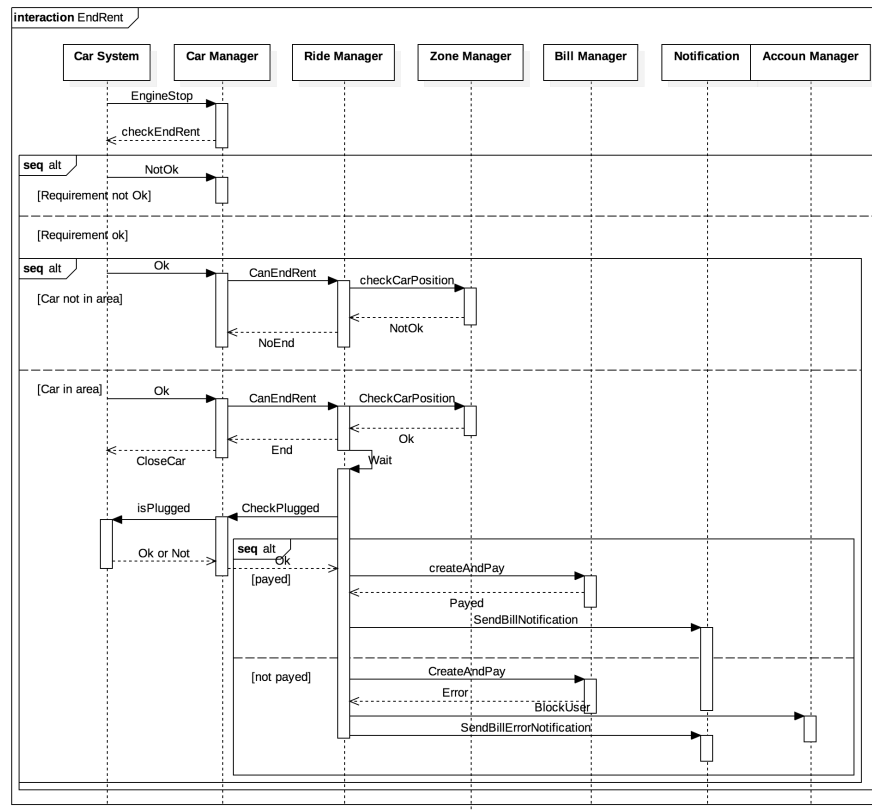 interaction EndRent
Car System
Car Manager
Ride Manager
Zone Manager
Bill Manager
Notification
Accoun Manager
EngineStop
checkEndRent
seq alt
NotOk
[Requirement not Ok]
[Requirement ok]
seq alt
Ok
CanEndRent
checkCarPosition
[Car not in area]
NotOk
NoEnd
[Car in area]
Ok
CanEndRent
CheckCarPosition
Ok
End
CloseCar
Wait
isPlugged
CheckPlugged
seq alt
Ok or Not
Ok
createAndPay
[payed]
Payed
SendBillNotification
[not payed]
CreateAndPay
Error
BlockUser
SendBillErrorNotification